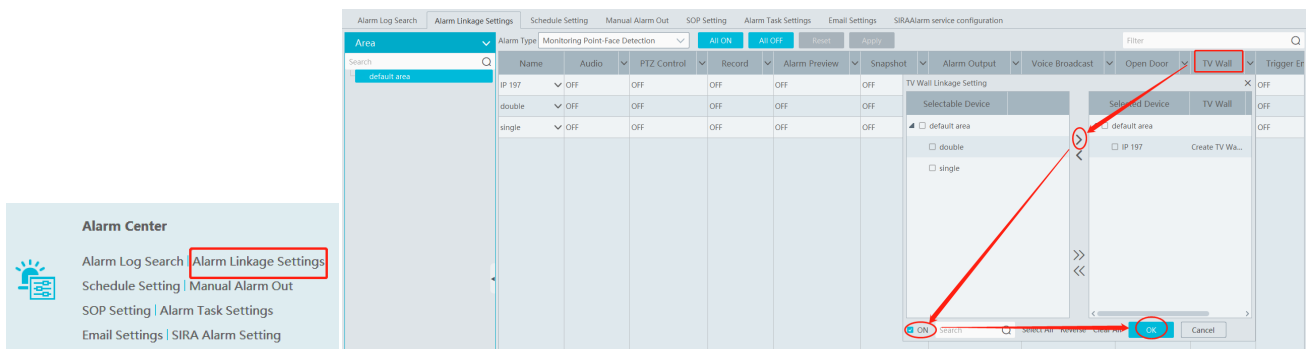 Alarm Center
Alarm Log Search | Alarm Linkage Settings
Schedule Setting | Manual Alarm Out
SOP Setting | Alarm Task Settings
Email Settings | SIRA Alarm Setting
Alarm Log Search Alarm Linkage Settings Schedule Setting Manual Alarm Out SOP Setting Alarm Task Settings Email Settings SIRAAlarm service configuration
Area
Search
default area
Alarm Type Monitoring Point-Face Detection All ON All OFF Reset Apply Filter
Name Audio PTZ Control Record Alarm Preview Snapshot Alarm Output Voice Broadcast Open Door TV Wall Trigger
IP 197 OFF OFF OFF OFF OFF OFF
double OFF OFF OFF OFF OFF OFF
single OFF OFF OFF OFF OFF OFF
TV Wall Linkage Setting
Selectable Device
default area
double
single
Selected Device TV Wall
default area
IP 197 Create TV Wa...
ON Search Select All Reverse Clear All OK Cancel